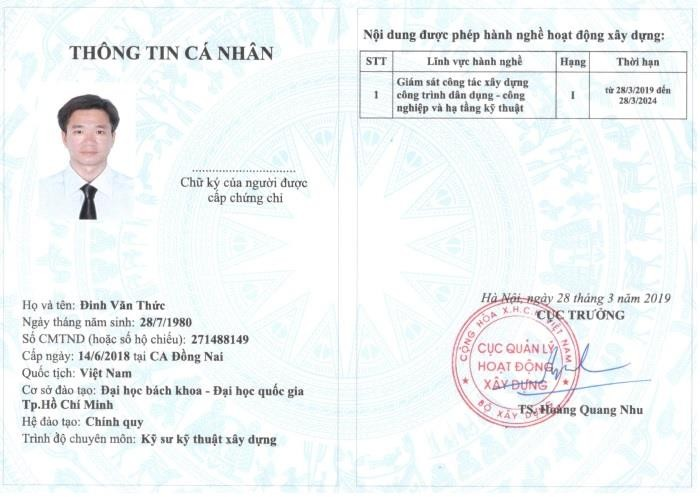 THÔNG TIN CÁ NHÂN
Chữ ký của người được
cấp chứng chỉ
Họ và tên: Đinh Văn Thức
Ngày tháng năm sinh: 28/7/1980
Số CMTND (hoặc số hộ chiếu): 271488149
Cấp ngày: 14/6/2018 tại CA Đồng Nai
Quốc tịch: Việt Nam
Cơ sở đào tạo: Đại học bách khoa - Đại học quốc gia
Tp.Hồ Chí Minh
Hệ đào tạo: Chính quy
Trình độ chuyên môn: Kỹ sư kỹ thuật xây dựng
Nội dung được phép hành nghề hoạt động xây dựng:
STT Lĩnh vực hành nghề Hạng Thời hạn
1 Giám sát công tác xây dựng công trình dân dụng - công nghiệp và hạ tầng kỹ thuật I từ 28/3/2019 đến 28/3/2024
Hà Nội, ngày 28 tháng 3 năm 2019
CỤC TRƯỞNG
CỘNG HÒA X.H.C.N VIỆT NAM
CỤC QUẢN LÝ
HOẠT ĐỘNG
XÂY DỰNG
BỘ XÂY DỰNG
TS. Hoàng Quang Nhu